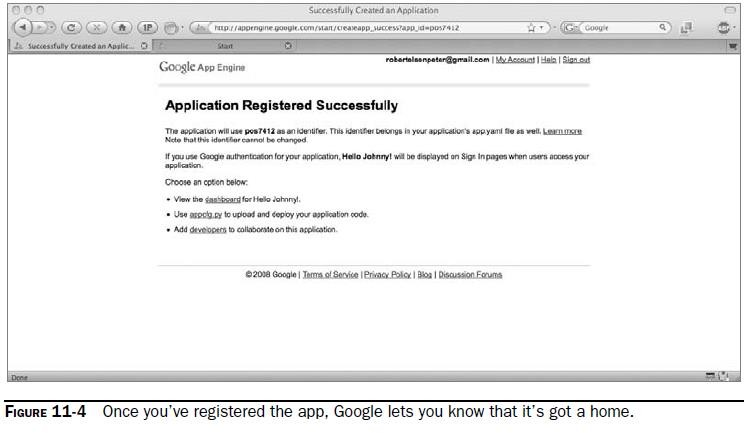 Successfully Created an Application
1P
http://appengine.google.com/start/createapp_success?app_id=pos7412
Google
Successfully Created an Applic...
Start
Google App Engine
robertelsenpeter@gmail.com | My Account | Help | Sign out
Application Registered Successfully
The application will use pos7412 as an identifier. This identifier belongs in your application's app.yaml file as well. Learn more
Note that this identifier cannot be changed.
If you use Google authentication for your application, Hello Johnny! will be displayed on Sign In pages when users access your
application.
Choose an option below:
• View the dashboard for Hello Johnny!.
• Use appcfg.py to upload and deploy your application code.
• Add developers to collaborate on this application.
© 2008 Google | Terms of Service | Privacy Policy | Blog | Discussion Forums
Done
FIGURE 11-4 Once you've registered the app, Google lets you know that it's got a home.